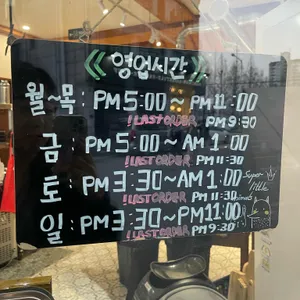 《영업시간》
월~목 : PM 5:00 ~ PM 11:00
!LAST ORDER PM 9:30
금 : PM 5:00 ~ AM 1:00
!LAST ORDER PM 11:30
토 : PM 3:30 ~ AM 1:00
!LAST ORDER PM 11:30
일 : PM 3:30 ~ PM 11:00
!LAST ORDER PM 9:30
Super
little